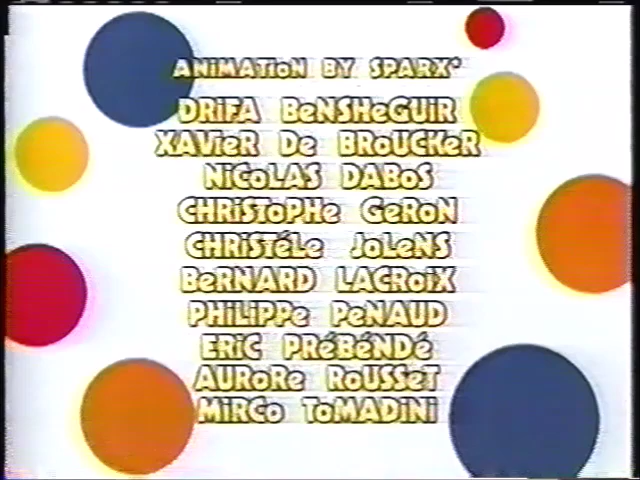 ANiMATioN BY SPARX*
DRiFA BeNSHeGUiR
XAVieR De BRoUCKeR
NiCoLAS DABoS
CHRiSToPHe GeRoN
CHRiSTéLe JoLeNS
BeRNARD LACRoiX
PHiLiPPe PeNAUD
ERiC PRéBéNDé
AURoRe RoUSSeT
MiRCo ToMADiNi